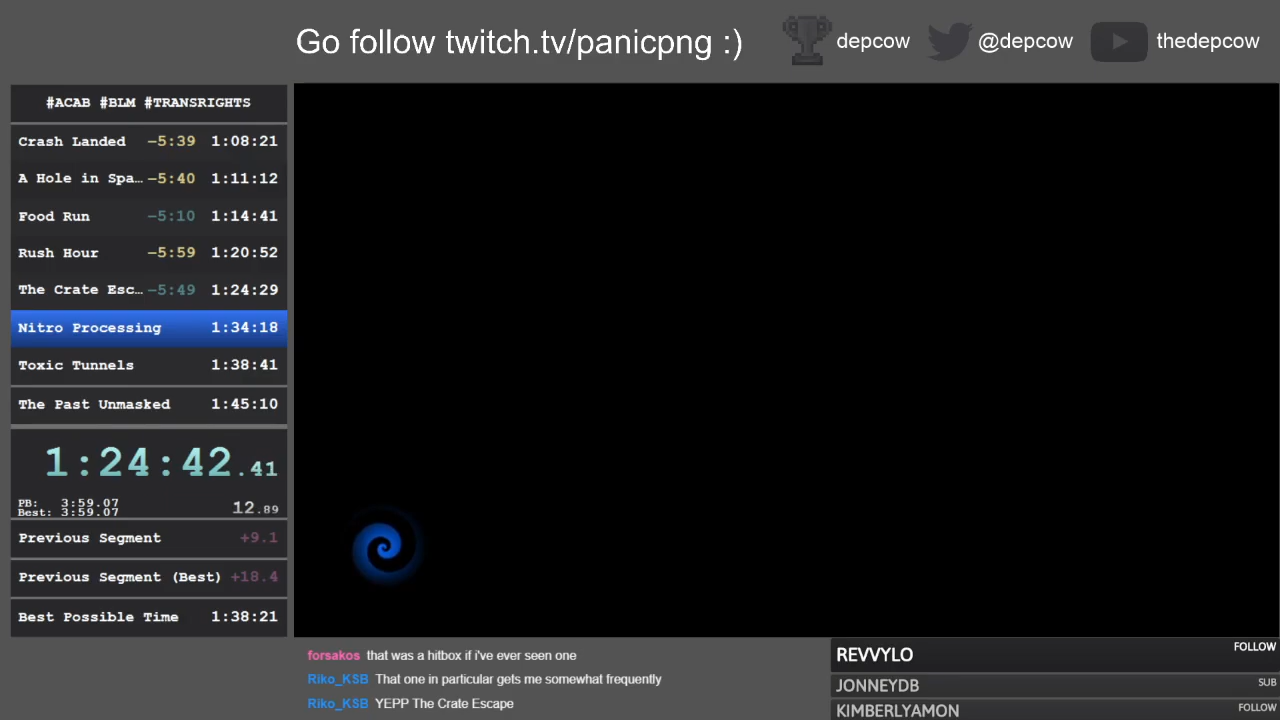 Go follow twitch.tv/panicpng :)
depcow
@depcow
thedepcow
#ACAB #BLM #TRANSRIGHTS
Crash Landed -5:39 1:08:21
A Hole in Spa… -5:40 1:11:12
Food Run -5:10 1:14:41
Rush Hour -5:59 1:20:52
The Crate Esc… -5:49 1:24:29
Nitro Processing 1:34:18
Toxic Tunnels 1:38:41
The Past Unmasked 1:45:10
1:24:42.41
PB: 3:59.07
Best: 3:59.07
12.89
Previous Segment +9.1
Previous Segment (Best) +18.4
Best Possible Time 1:38:21
forsakos that was a hitbox if i've ever seen one
Riko_KSB That one in particular gets me somewhat frequently
Riko_KSB YEPP The Crate Escape
REVVYLO FOLLOW
JONNEYDB SUB
KIMBERLYAMON FOLLOW